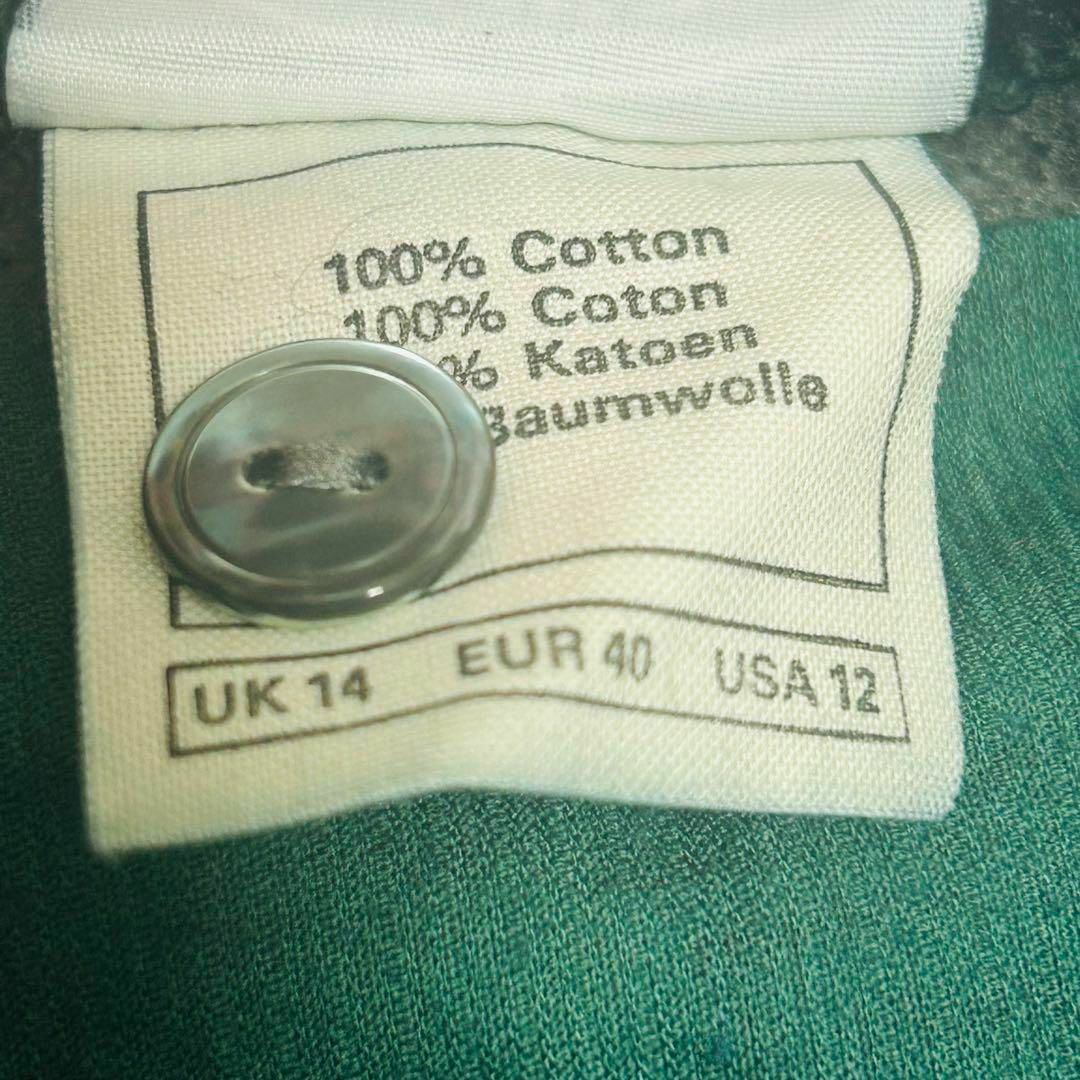 100% Cotton
100% Coton
% Katoen
Baumwolle
UK 14 EUR 40 USA 12